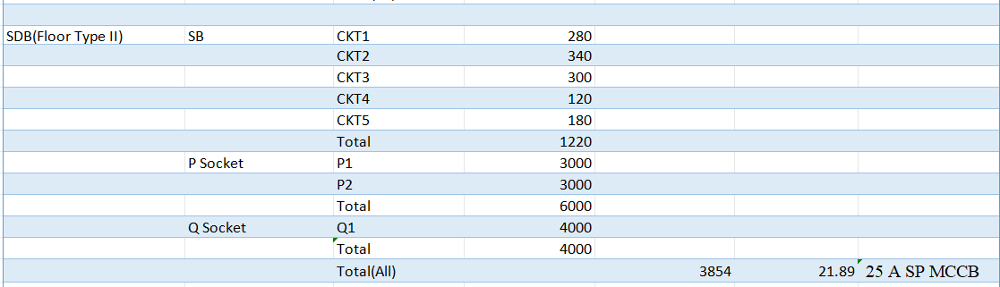 SDB(Floor Type II) SB CKT1 280
CKT2 340
CKT3 300
CKT4 120
CKT5 180
Total 1220
P Socket P1 3000
P2 3000
Total 6000
Q Socket Q1 4000
Total 4000
Total(All) 3854 21.89 25 A SP MCCB